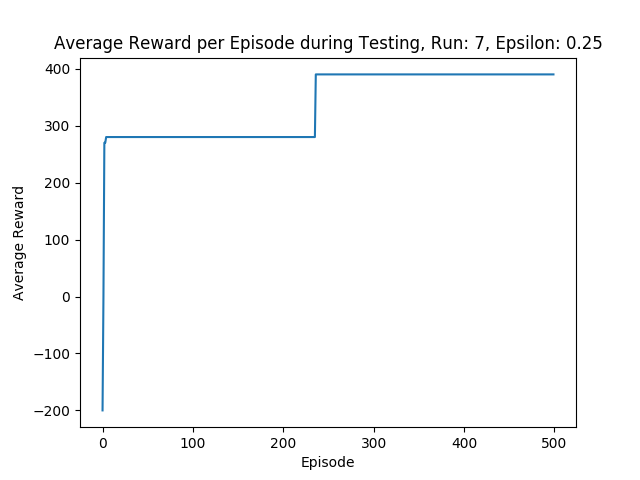 Average Reward per Episode during Testing, Run: 7, Epsilon: 0.25
400
300
200
100
0
−100
−200
Average Reward
0 100 200 300 400 500
Episode